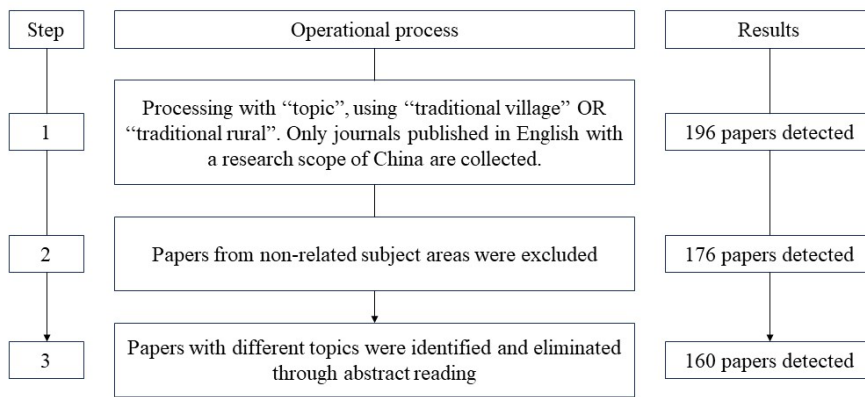 Step
Operational process
Results
1
Processing with “topic”, using “traditional village” OR
“traditional rural”. Only journals published in English with
a research scope of China are collected.
196 papers detected
2
Papers from non-related subject areas were excluded
176 papers detected
3
Papers with different topics were identified and eliminated
through abstract reading
160 papers detected